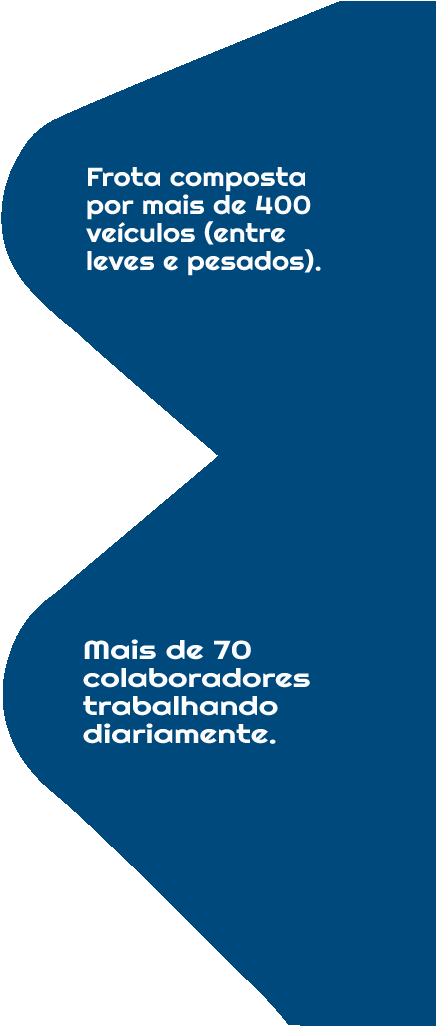 Frota composta
por mais de 400
veículos (entre
leves e pesados).
Mais de 70
colaboradores
trabalhando
diariamente.